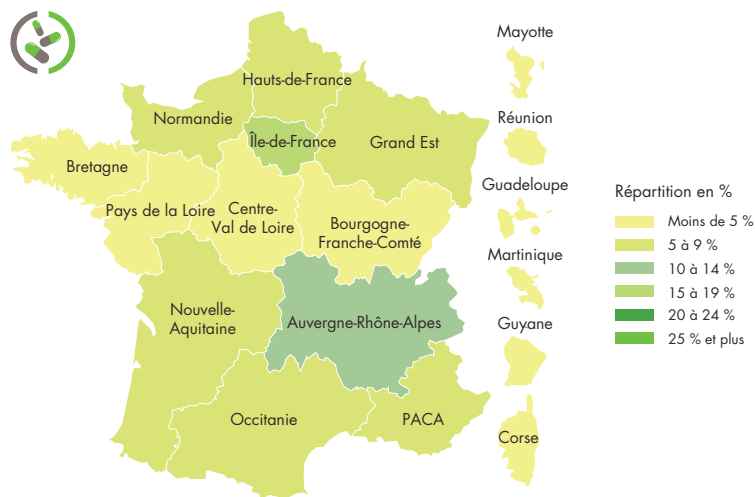 Mayotte
Hauts-de-France
Normandie
Réunion
Île-de-France
Grand Est
Bretagne
Guadeloupe
Répartition en %
Pays de la Loire
Centre-
Val de Loire
Bourgogne-
Franche-Comté
Moins de 5 %
5 à 9 %
Martinique
10 à 14 %
15 à 19 %
Nouvelle-
Aquitaine
Auvergne-Rhône-Alpes
Guyane
20 à 24 %
25 % et plus
Occitanie
PACA
Corse